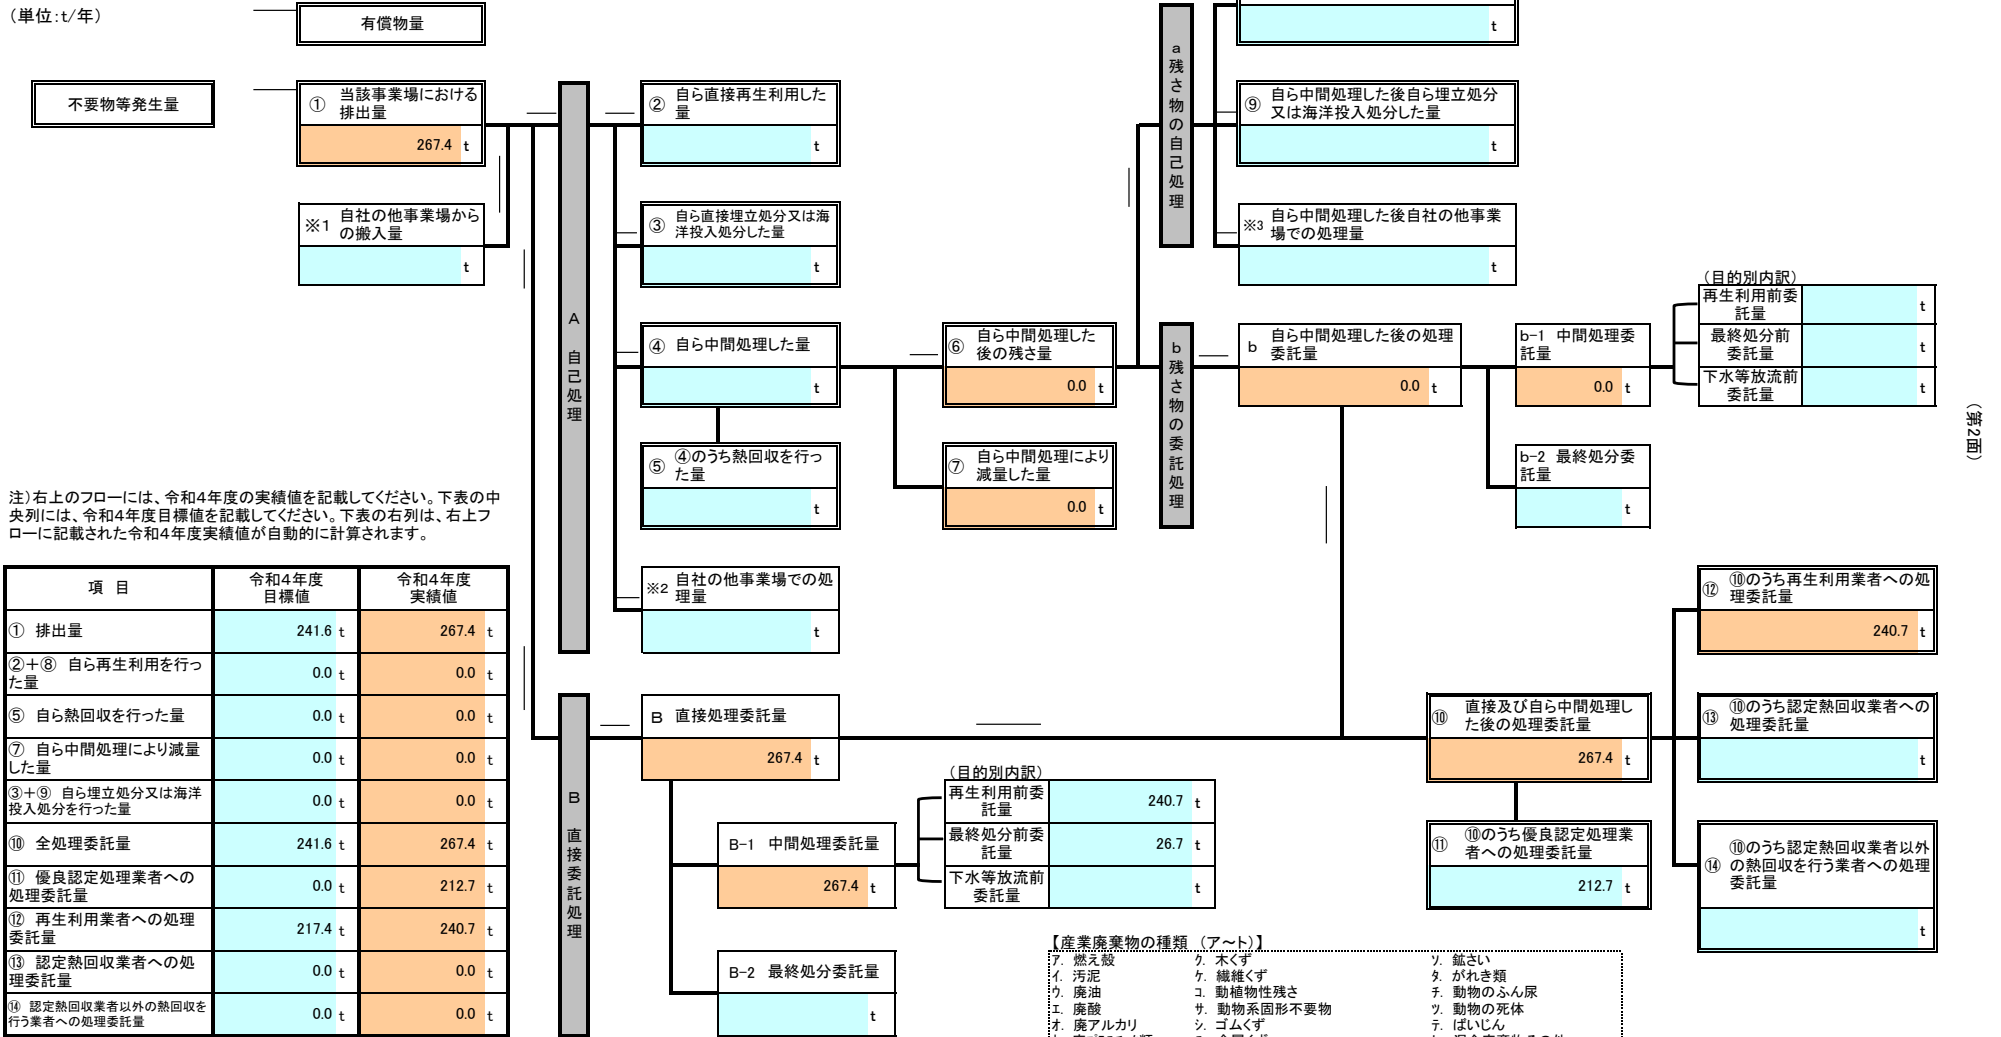 (単位:t/年)
有償物量
t
不要物等発生量
① 当該事業場における
排出量
267.4 t
※1 自社の他事業場から
の搬入量
t
A 自己処理
② 自ら直接再生利用した
量
t
③ 自ら直接埋立処分又は海
洋投入処分した量
t
④ 自ら中間処理した量
t
⑤ ④のうち熱回収を行っ
た量
t
※2 自社の他事業場での処
理量
t
⑥ 自ら中間処理した
後の残さ量
0.0 t
⑦ 自ら中間処理により
減量した量
0.0 t
a 残さ物の自己処理
⑨ 自ら中間処理した後自ら埋立処分
又は海洋投入処分した量
t
※3 自ら中間処理した後自社の他事業
場での処理量
t
b 残さ物の委託処理
b 自ら中間処理した後の処理
委託量
0.0 t
b-1 中間処理委
託量
0.0 t
b-2 最終処分委
託量
t
(目的別内訳)
再生利用前委
託量
t
最終処分前
委託量
t
下水等放流前
委託量
t
(第2面)
注)右上のフローには、令和4年度の実績値を記載してください。下表の中
央列には、令和4年度目標値を記載してください。下表の右列は、右上フ
ローに記載された令和4年度実績値が自動的に計算されます。
項 目 令和4年度 目標値 令和4年度 実績値
① 排出量 241.6 t 267.4 t
②+⑧ 自ら再生利用を行っ
た量 0.0 t 0.0 t
⑤ 自ら熱回収を行った量 0.0 t 0.0 t
⑦ 自ら中間処理により減量
した量 0.0 t 0.0 t
③+⑨ 自ら埋立処分又は海洋
投入処分を行った量 0.0 t 0.0 t
⑩ 全処理委託量 241.6 t 267.4 t
⑪ 優良認定処理業者への
処理委託量 0.0 t 212.7 t
⑫ 再生利用業者への処理
委託量 217.4 t 240.7 t
⑬ 認定熱回収業者への処
理委託量 0.0 t 0.0 t
⑭ 認定熱回収業者以外の熱回収を
行う業者への処理委託量 0.0 t 0.0 t
B 直接委託処理
B 直接処理委託量
267.4 t
B-1 中間処理委託量
267.4 t
B-2 最終処分委託量
t
(目的別内訳)
再生利用前委
託量
240.7 t
最終処分前委
託量
26.7 t
下水等放流前
委託量
t
⑩ 直接及び自ら中間処理し
た後の処理委託量
267.4 t
⑪ ⑩のうち優良認定処理業
者への処理委託量
212.7 t
⑫ ⑩のうち再生利用業者への処
理委託量
240.7 t
⑬ ⑩のうち認定熱回収業者への
処理委託量
t
⑭ ⑩のうち認定熱回収業者以外
の熱回収を行う業者への処理
委託量
t
【産業廃棄物の種類 (ア～ト)】
ア. 燃え殻 ク. 木くず ソ. 鉱さい
イ. 汚泥 ケ. 繊維くず タ. がれき類
ウ. 廃油 コ. 動植物性残さ チ. 動物のふん尿
エ. 廃酸 サ. 動物系固形不要物 ツ. 動物の死体
オ. 廃アルカリ シ. ゴムくず テ. ばいじん